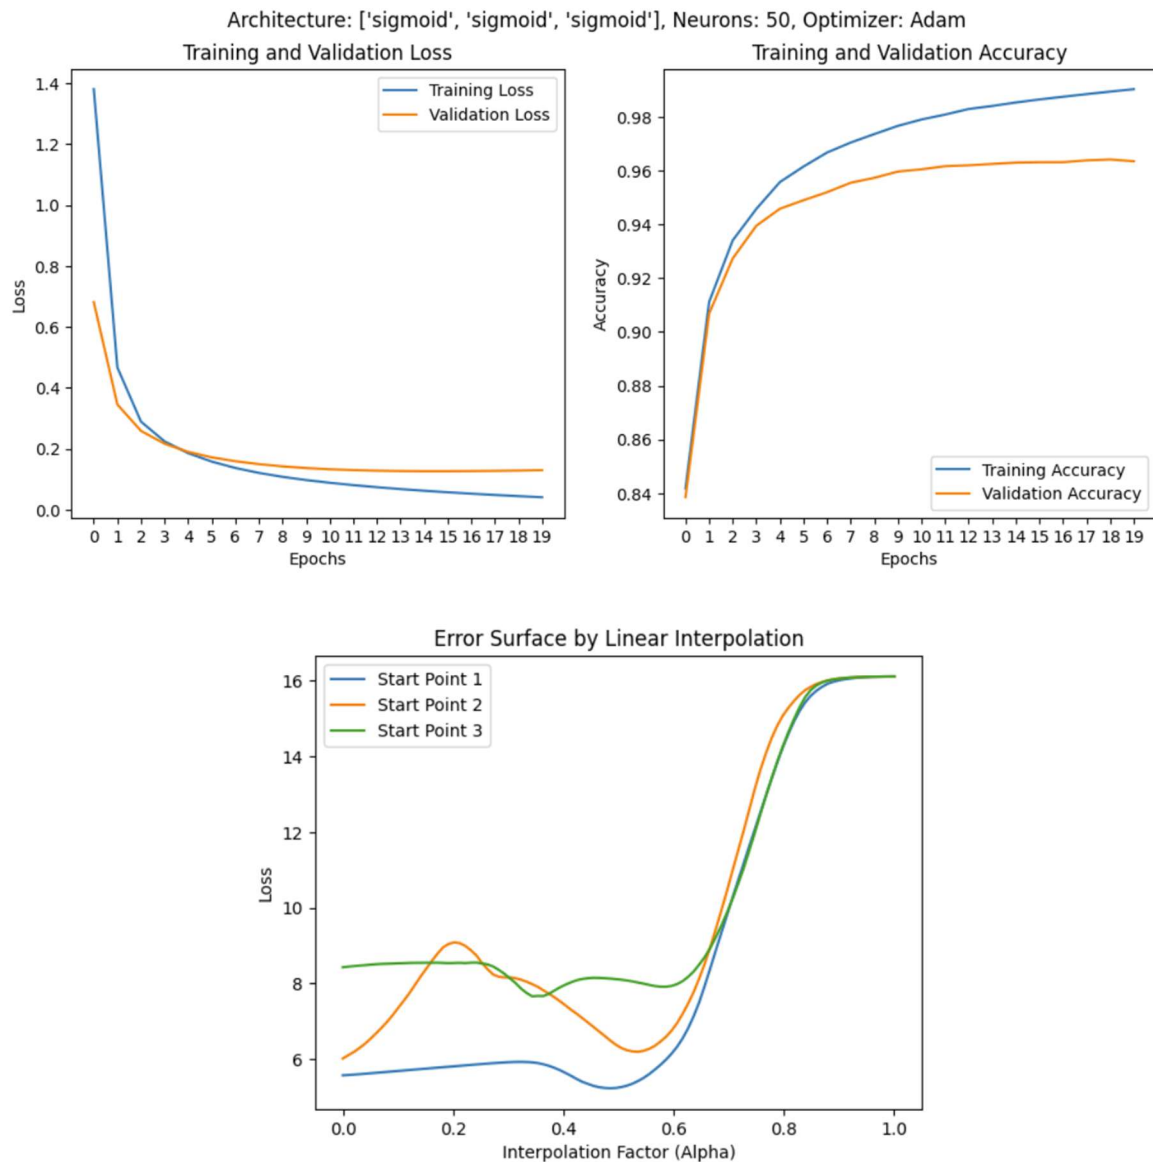 Architecture: ['sigmoid', 'sigmoid', 'sigmoid'], Neurons: 50, Optimizer: Adam
Training and Validation Loss
1.4
1.2
1.0
0.8
0.6
0.4
0.2
0.0
Loss
Training Loss
Validation Loss
0 1 2 3 4 5 6 7 8 9 10 11 12 13 14 15 16 17 18 19
Epochs
Training and Validation Accuracy
0.98
0.96
0.94
0.92
0.90
0.88
0.86
0.84
Accuracy
Training Accuracy
Validation Accuracy
0 1 2 3 4 5 6 7 8 9 10 11 12 13 14 15 16 17 18 19
Epochs
Error Surface by Linear Interpolation
16
14
12
10
8
6
Loss
Start Point 1
Start Point 2
Start Point 3
0.0 0.2 0.4 0.6 0.8 1.0
Interpolation Factor (Alpha)